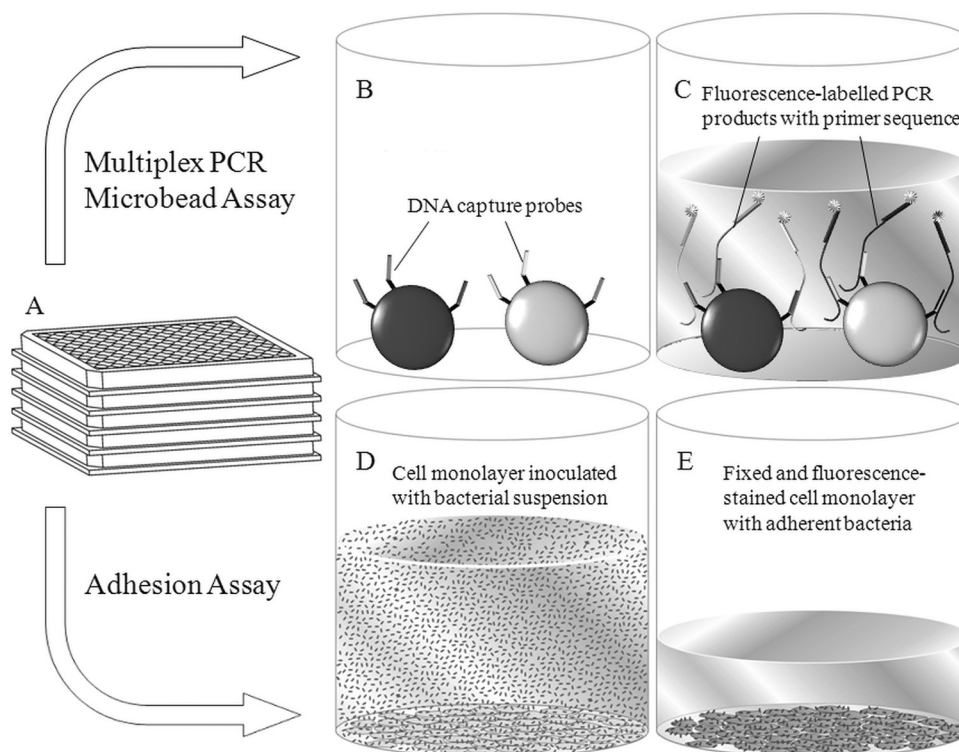 Multiplex PCR
Microbead Assay
A
B
DNA capture probes
C
Fluorescence-labelled PCR
products with primer sequence
Adhesion Assay
D
Cell monolayer inoculated
with bacterial suspension
E
Fixed and fluorescence-
stained cell monolayer
with adherent bacteria